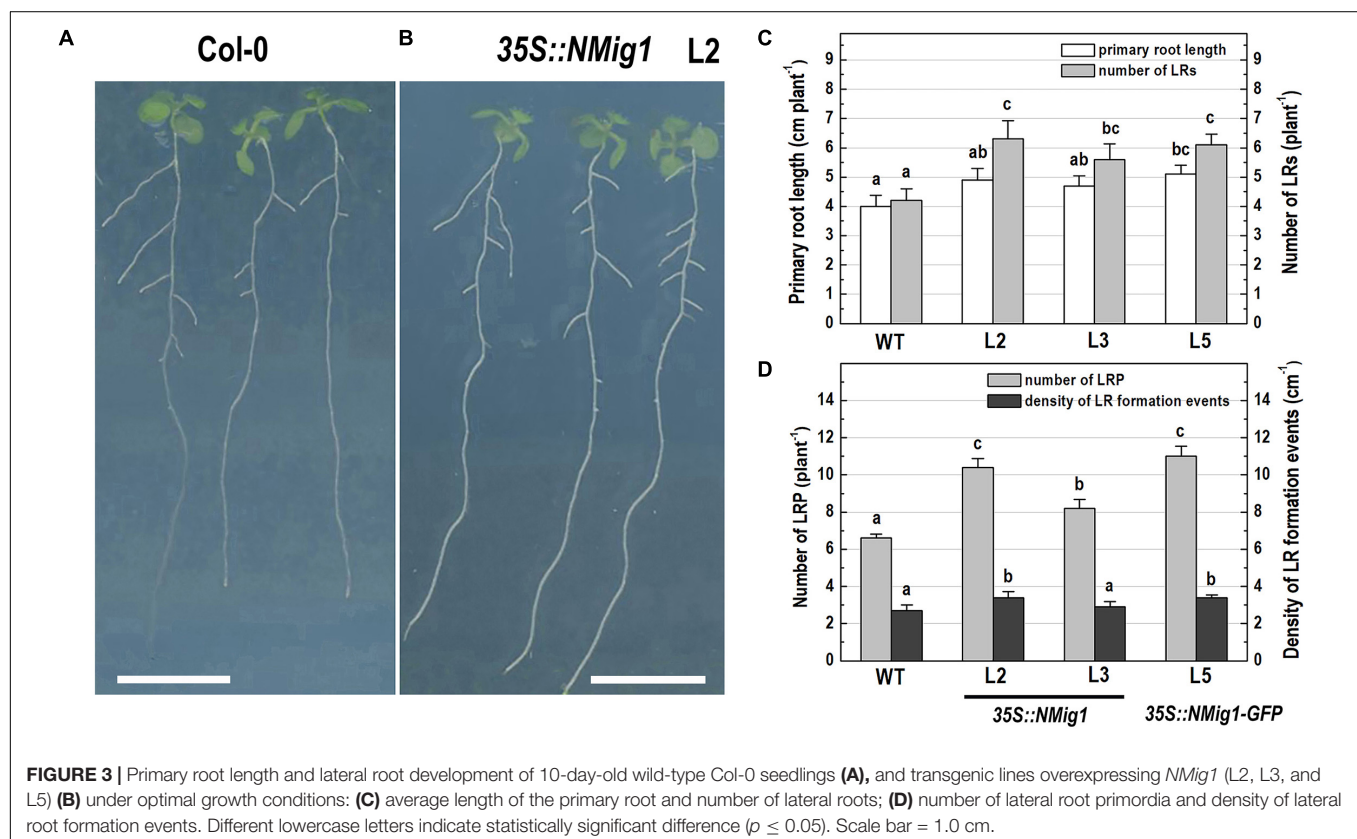 A
Col-0
B
35S::NMig1 L2
C
primary root length
number of LRs
Primary root length (cm plant-1)
9
8
7
6
5
4
3
2
1
0
a a
ab c
ab bc
bc c
9
8
7
6
5
4
3
2
1
0
Number of LRs (plant-1)
WT L2 L3 L5
D
number of LRP
density of LR formation events
Number of LRP (plant-1)
14
12
10
8
6
4
2
0
a a
c b
b a
c b
14
12
10
8
6
4
2
0
Density of LR formation events (cm-1)
WT L2 L3 L5
35S::NMig1 35S::NMig1-GFP
FIGURE 3 | Primary root length and lateral root development of 10-day-old wild-type Col-0 seedlings (A), and transgenic lines overexpressing NMig1 (L2, L3, and
L5) (B) under optimal growth conditions: (C) average length of the primary root and number of lateral roots; (D) number of lateral root primordia and density of lateral
root formation events. Different lowercase letters indicate statistically significant difference (p ≤ 0.05). Scale bar = 1.0 cm.